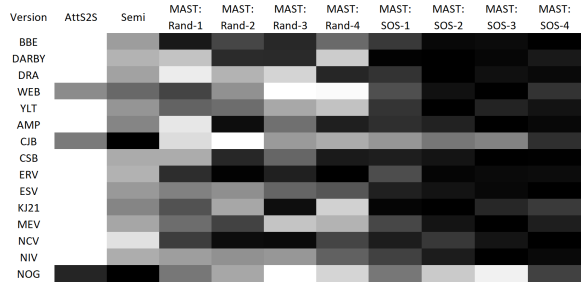 Version AttS2S Semi MAST: Rand-1 MAST: Rand-2 MAST: Rand-3 MAST: Rand-4 MAST: SOS-1 MAST: SOS-2 MAST: SOS-3 MAST: SOS-4
BBE
DARBY
DRA
WEB
YLT
AMP
CJB
CSB
ERV
ESV
KJ21
MEV
NCV
NIV
NOG